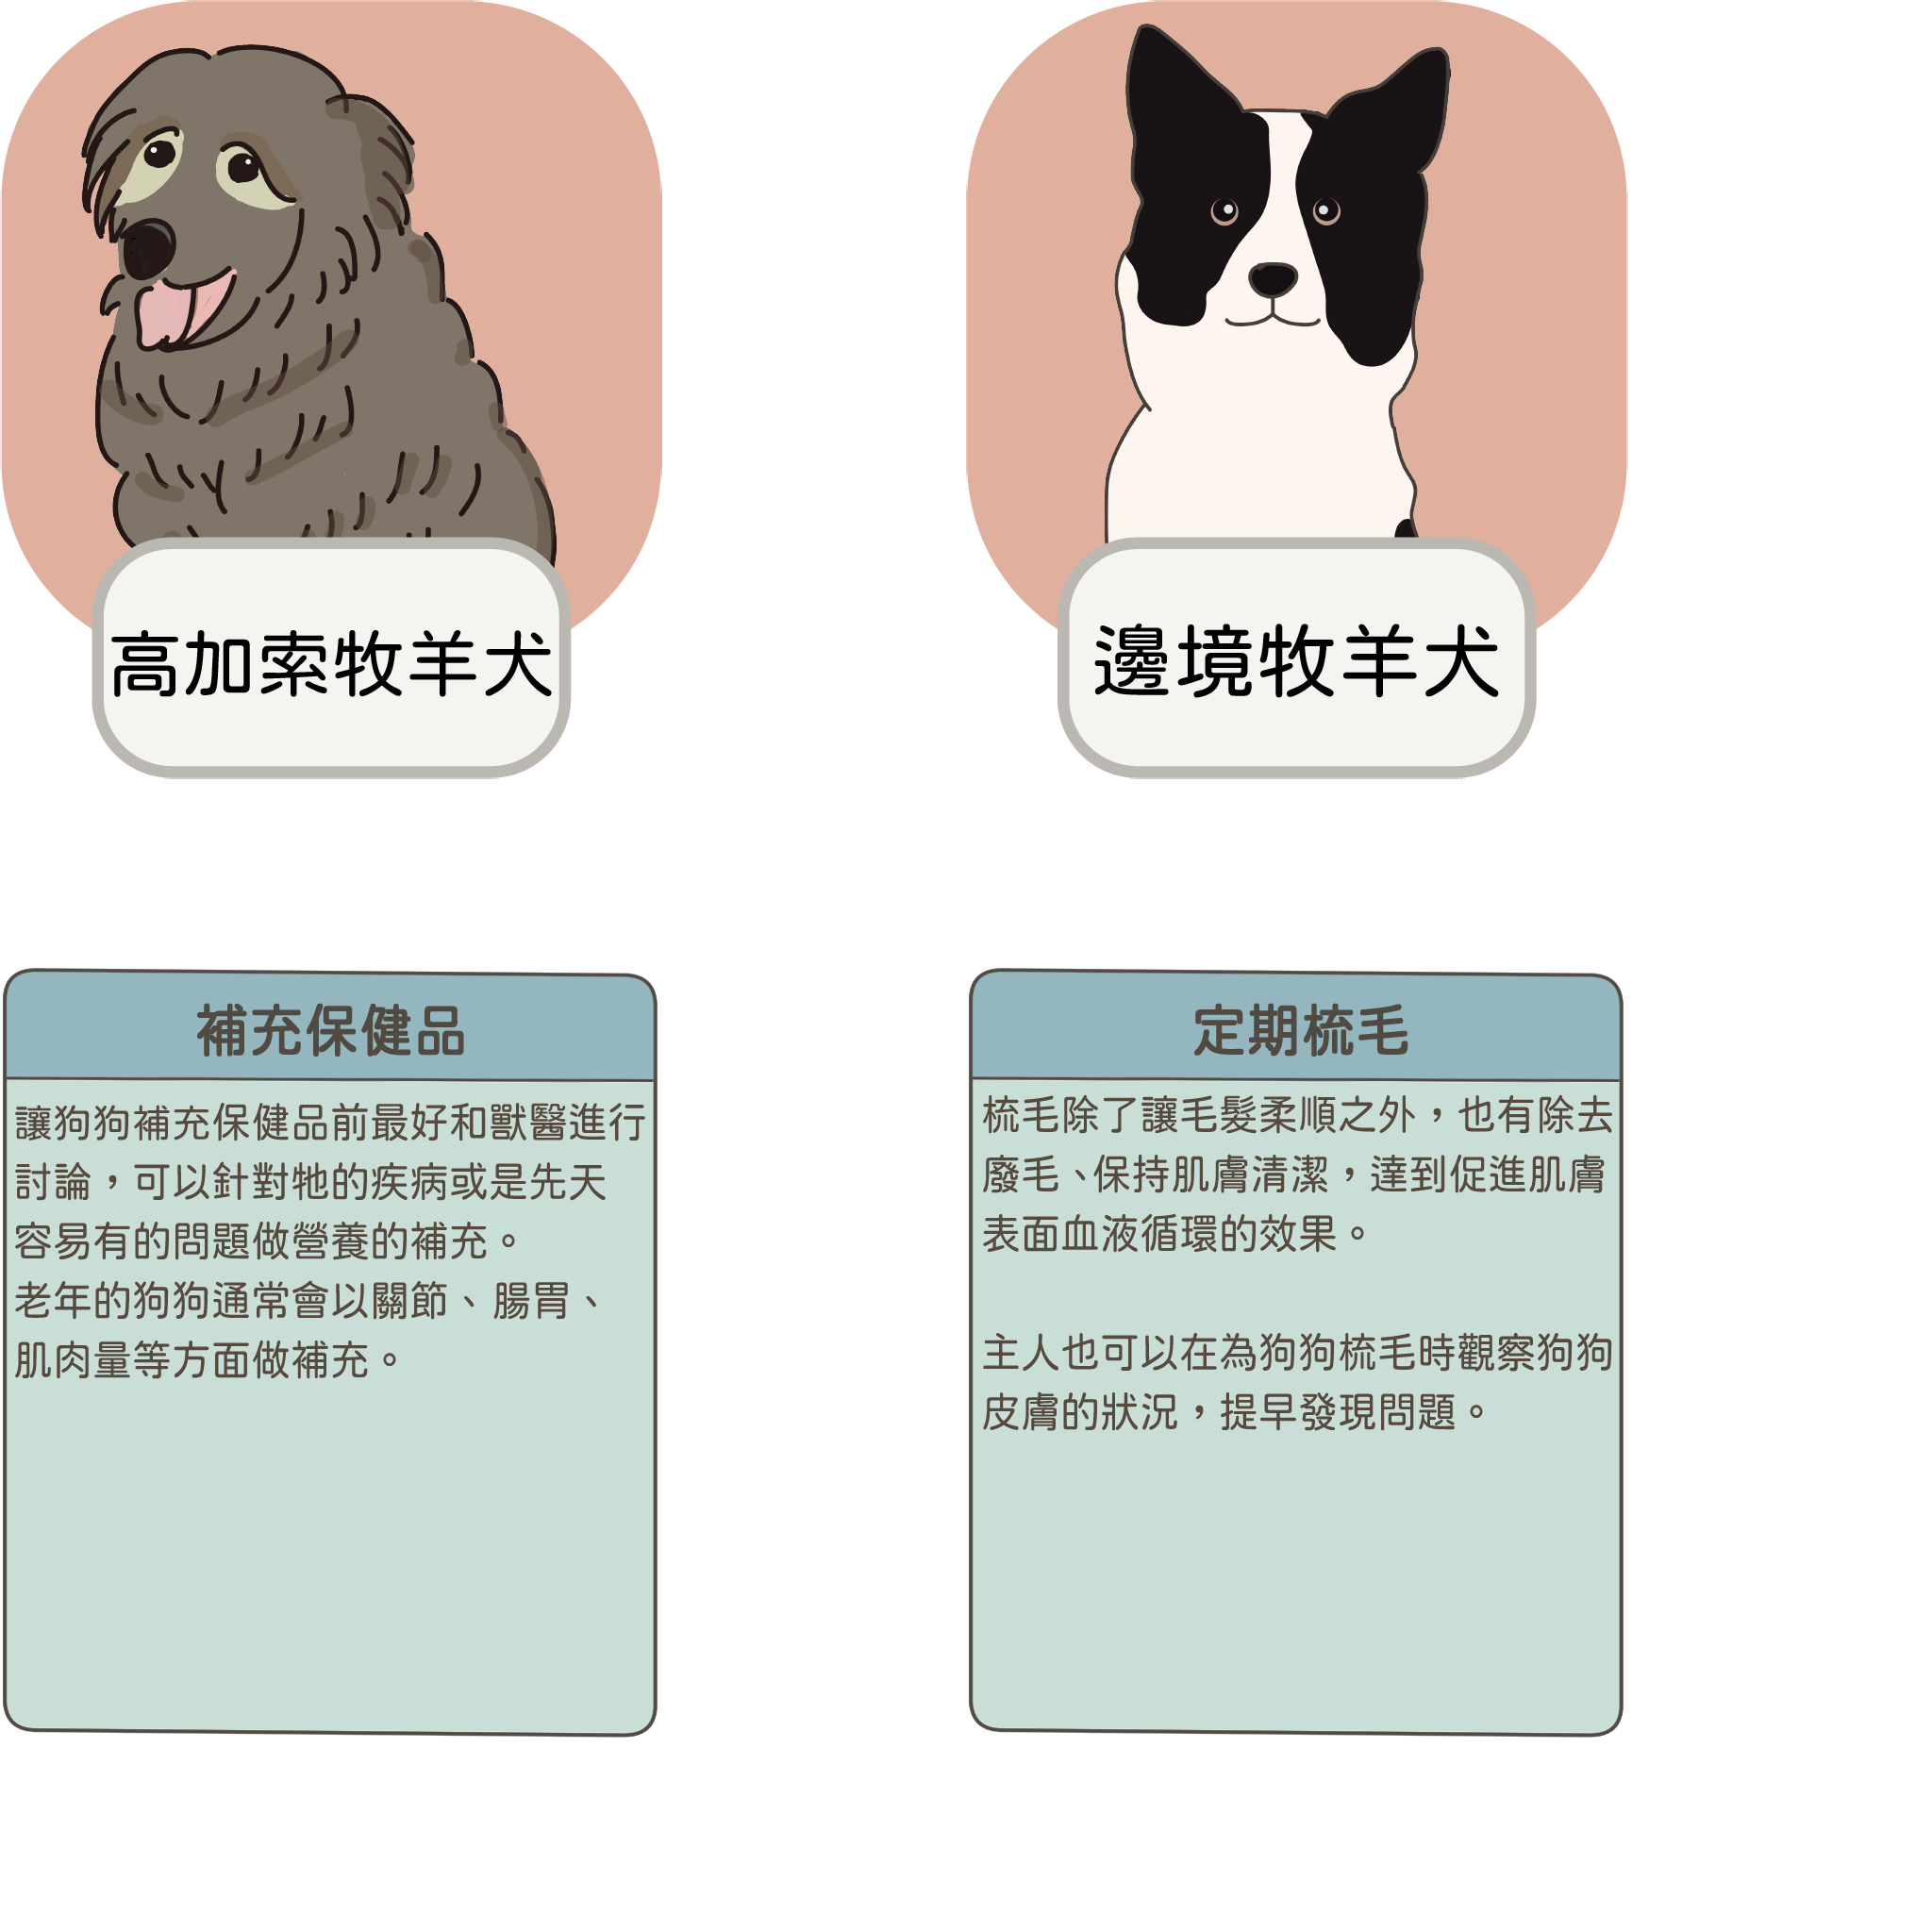 高加索牧羊犬
邊境牧羊犬
補充保健品
讓狗狗補充保健品前最好和獸醫進行
討論，可以針對牠的疾病或是先天
容易有的問題做營養的補充。
老年的狗狗通常會以關節、腸胃、
肌肉量等方面做補充。
定期梳毛
梳毛除了讓毛髮柔順之外，也有除去
廢毛、保持肌膚清潔，達到促進肌膚
表面血液循環的效果。
主人也可以在為狗狗梳毛時觀察狗狗
皮膚的狀況，提早發現問題。